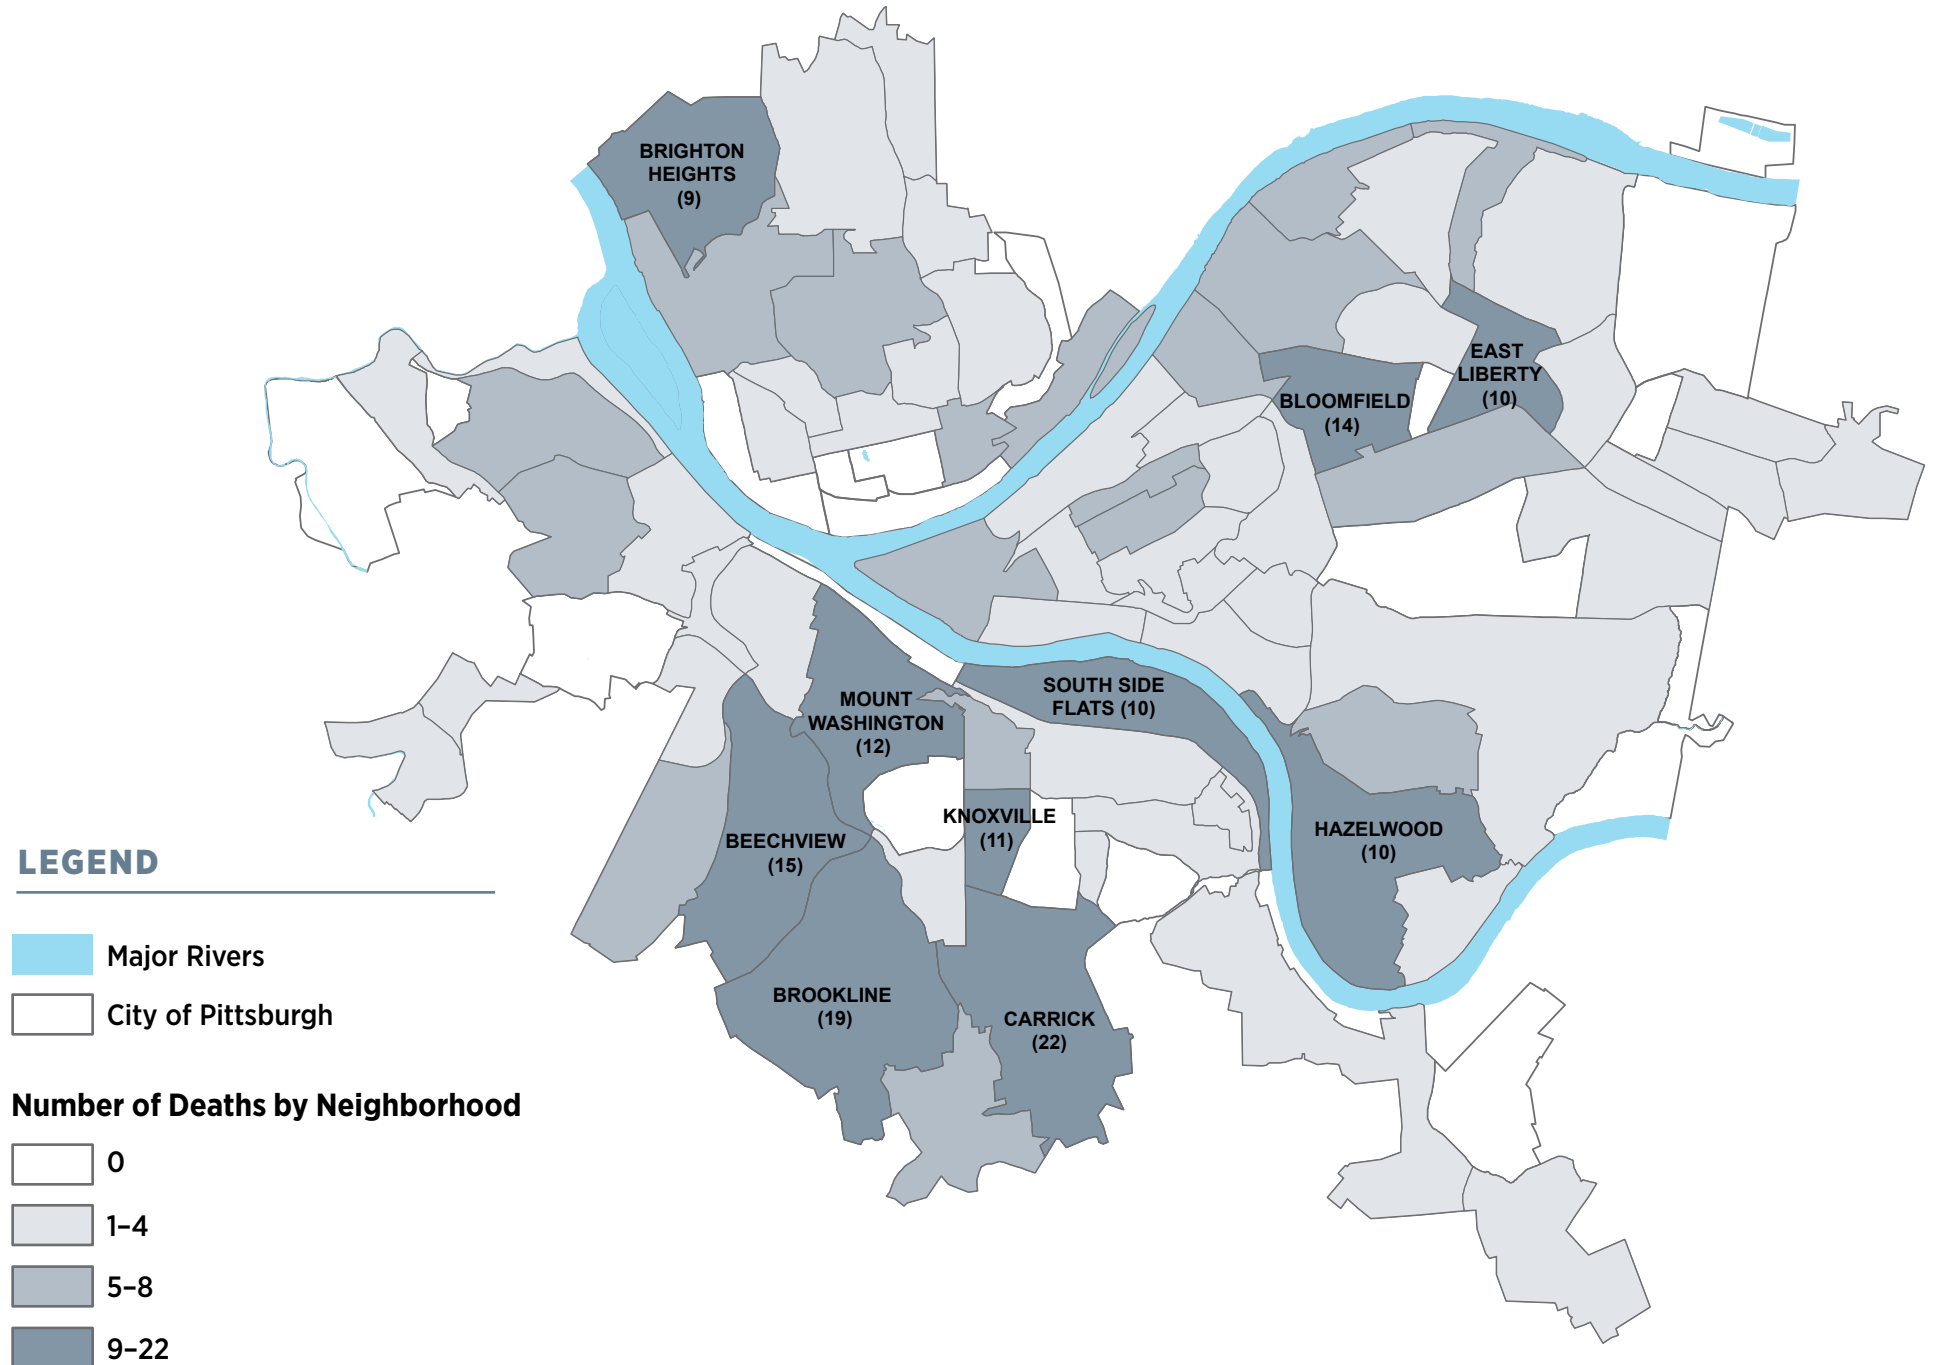 BRIGHTON
HEIGHTS
(9)
EAST
LIBERTY
(10)
BLOOMFIELD
(14)
SOUTH SIDE
FLATS (10)
MOUNT
WASHINGTON
(12)
KNOXVILLE
(11)
HAZELWOOD
(10)
BEECHVIEW
(15)
BROOKLINE
(19)
CARRICK
(22)
LEGEND
Major Rivers
City of Pittsburgh
Number of Deaths by Neighborhood
0
1–4
5–8
9–22